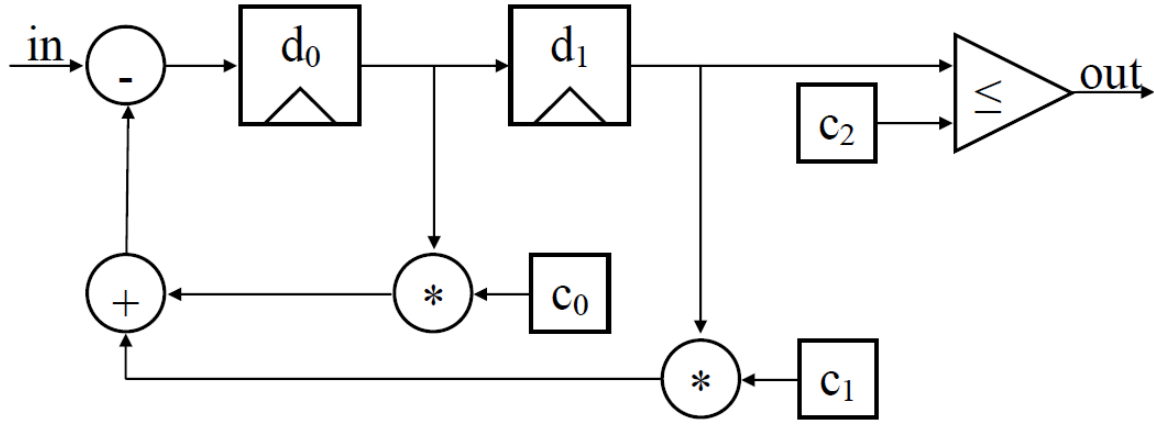 in - d₀ d₁ ≤ out
c₂
+ * c₀
* c₁